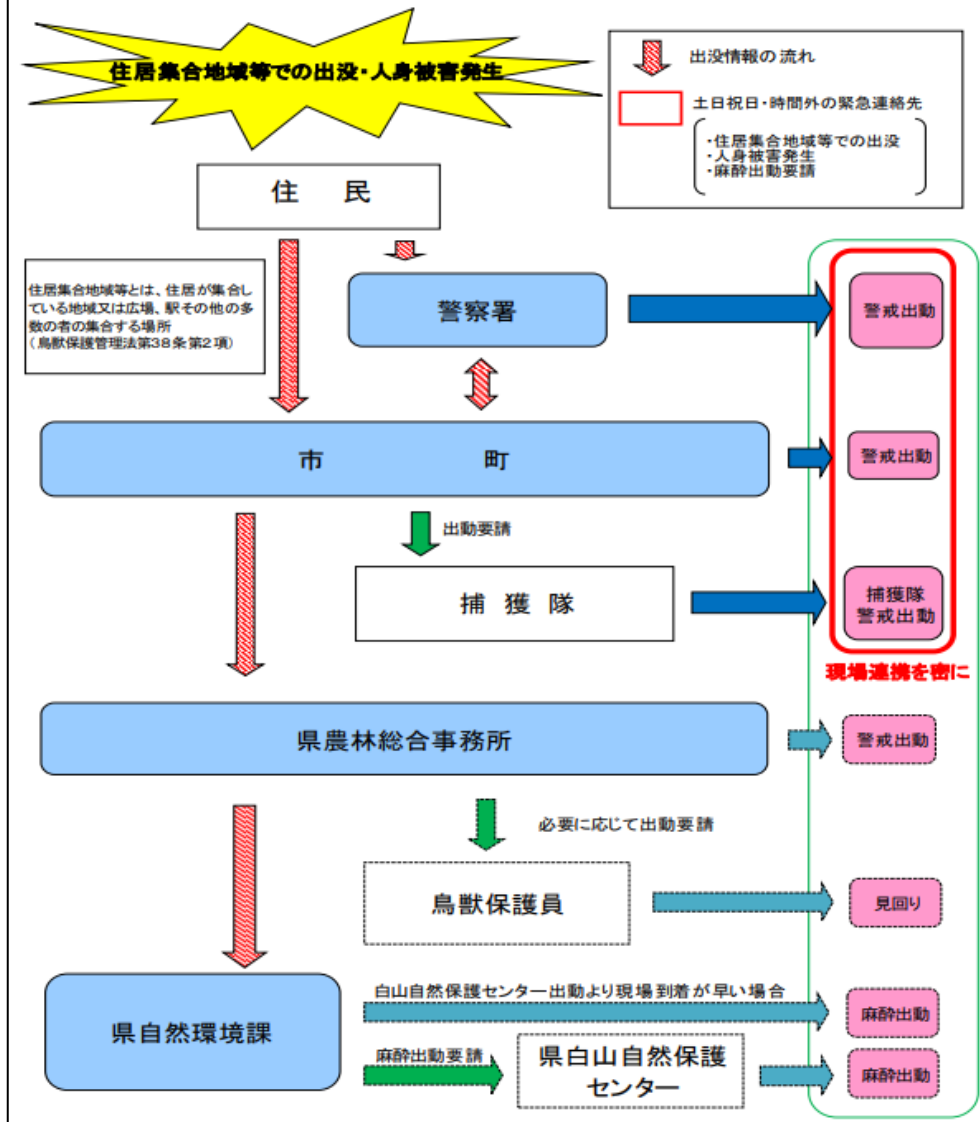 住居集合地域等での出没・人身被害発生
出没情報の流れ
土日祝日・時間外の緊急連絡先
・住居集合地域等での出没
・人身被害発生
・麻酔出動要請
住　民
住居集合地域等とは、住居が集合し
ている地域又は広場、駅その他の多
数の者の集合する場所
（鳥獣保護管理法第38条第2項）
警察署
警戒出動
市　町
警戒出動
出動要請
捕獲隊
捕獲隊
警戒出動
現場連携を密に
県農林総合事務所
警戒出動
必要に応じて出動要請
鳥獣保護員
見回り
県自然環境課
白山自然保護センター出動より現場到着が早い場合
麻酔出動
麻酔出動要請
県白山自然保護
センター
麻酔出動